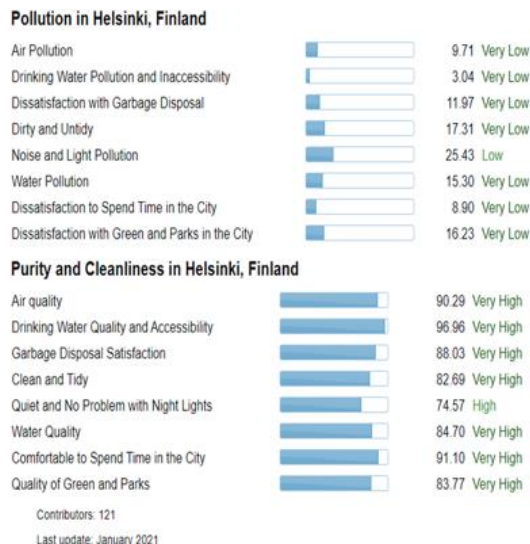 Pollution in Helsinki, Finland
Air Pollution 9.71 Very Low
Drinking Water Pollution and Inaccessibility 3.04 Very Low
Dissatisfaction with Garbage Disposal 11.97 Very Low
Dirty and Untidy 17.31 Very Low
Noise and Light Pollution 25.43 Low
Water Pollution 15.30 Very Low
Dissatisfaction to Spend Time in the City 8.90 Very Low
Dissatisfaction with Green and Parks in the City 16.23 Very Low
Purity and Cleanliness in Helsinki, Finland
Air quality 90.29 Very High
Drinking Water Quality and Accessibility 96.96 Very High
Garbage Disposal Satisfaction 88.03 Very High
Clean and Tidy 82.69 Very High
Quiet and No Problem with Night Lights 74.57 High
Water Quality 84.70 Very High
Comfortable to Spend Time in the City 91.10 Very High
Quality of Green and Parks 83.77 Very High
Contributors: 121
Last update: January 2021